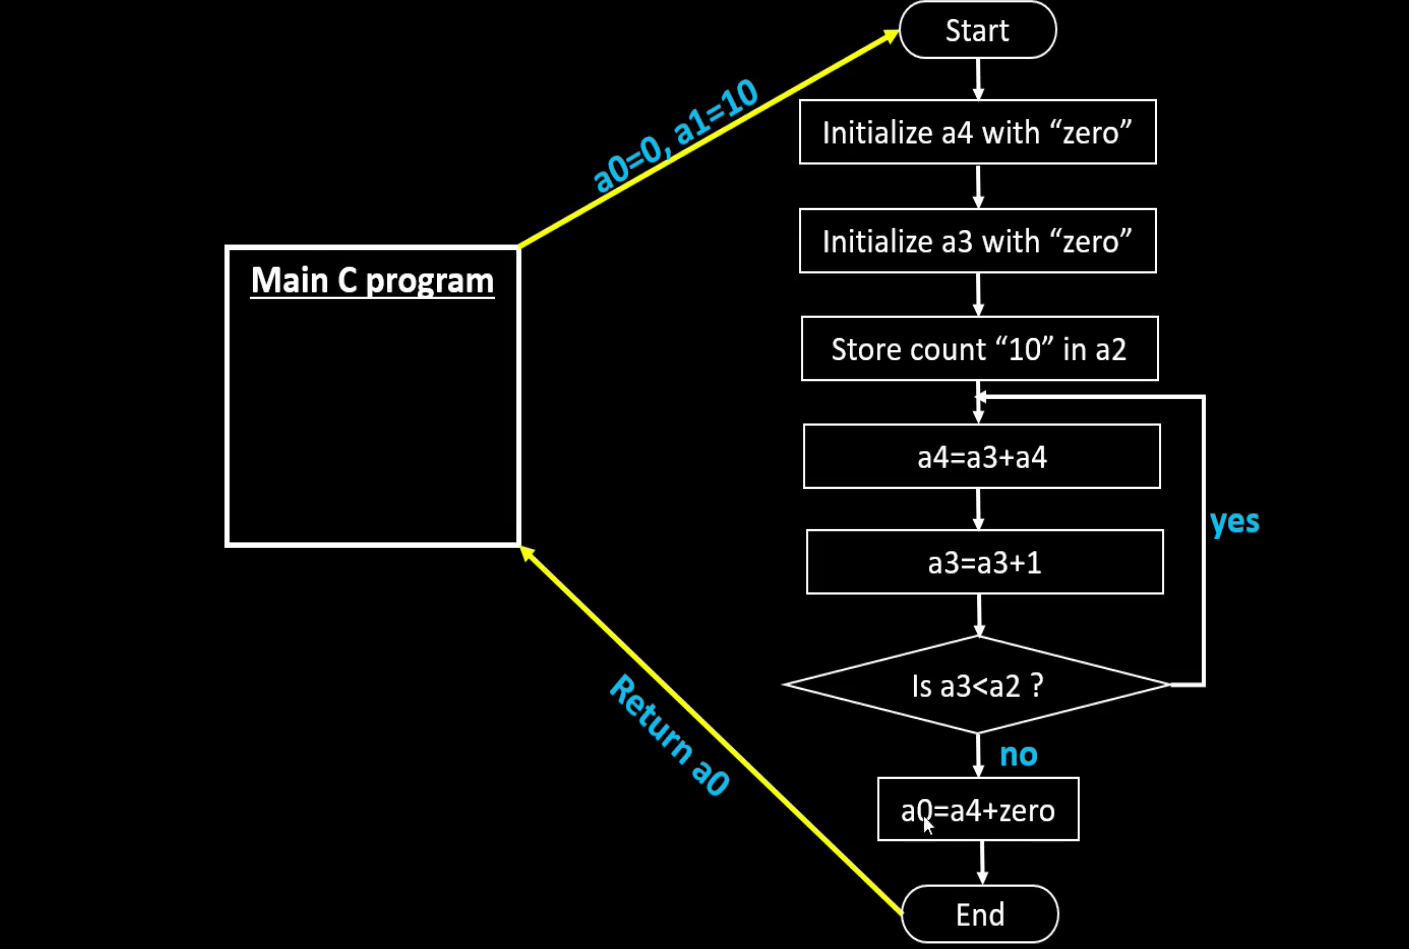 Start
a0=0, a1=10
Initialize a4 with “zero”
Initialize a3 with “zero”
Main C program
Store count “10” in a2
a4=a3+a4
yes
a3=a3+1
Is a3<a2 ?
no
Return a0
a0=a4+zero
End